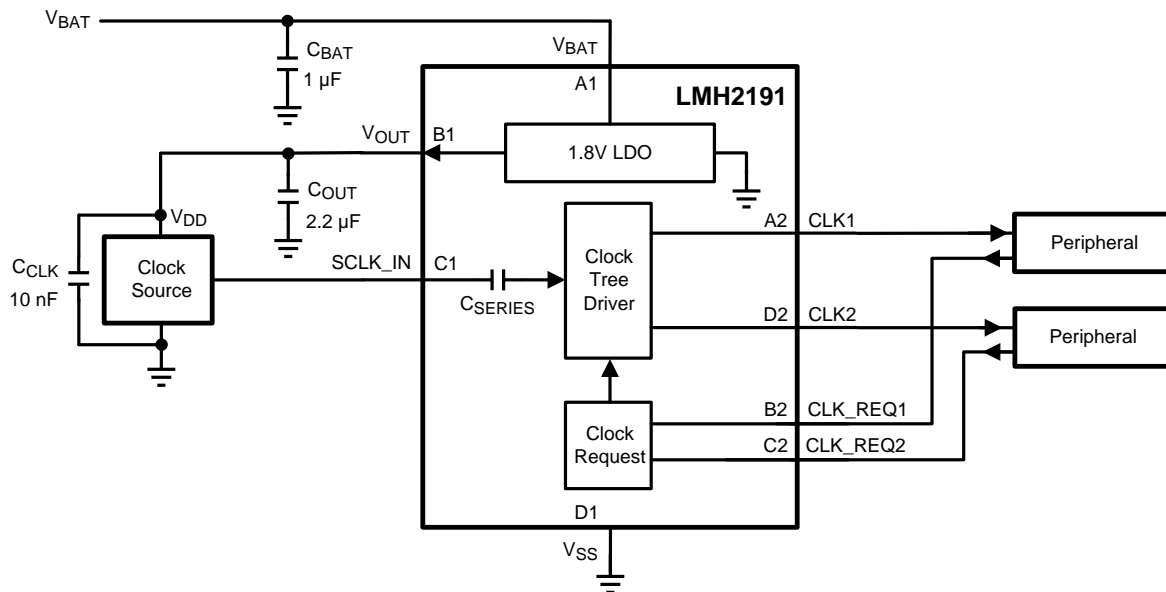 VBAT
VBAT
CBAT
1 µF
A1
LMH2191
VOUT
B1
1.8V LDO
COUT
2.2 µF
VDD
A2
CLK1
Peripheral
CCLK
10 nF
Clock
Source
SCLK_IN
C1
CSERIES
Clock
Tree
Driver
D2
CLK2
Peripheral
B2
CLK_REQ1
Clock
Request
C2
CLK_REQ2
D1
VSS